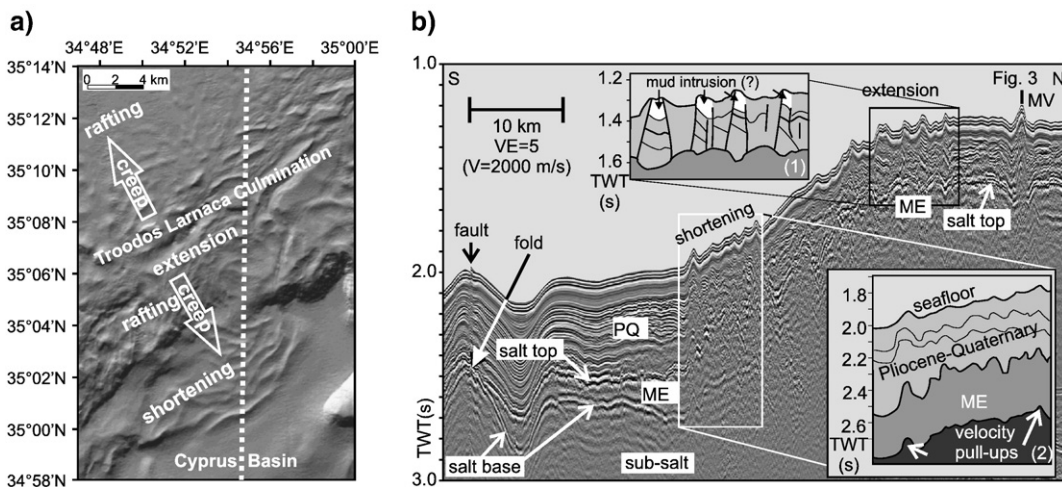 a)
34°48'E 34°52'E 34°56'E 35°00'E
35°14'N
35°12'N
35°10'N
35°08'N
35°06'N
35°04'N
35°02'N
35°00'N
34°58'N
0 2 4 km
rafting
creep
Troodos Larnaca Culmination
extension
rafting
creep
shortening
Cyprus Basin
b)
1.0
2.0
3.0
TWT(s)
S
10 km
VE=5
(V=2000 m/s)
1.2
1.4
1.6
TWT
(s)
mud intrusion (?)
(1)
extension
Fig. 3 N
MV
ME
salt top
shortening
fault
fold
PQ
salt top
ME
salt base
sub-salt
1.8
2.0
2.2
2.4
2.6
TWT
(s)
seafloor
Pliocene-Quaternary
ME
velocity
pull-ups
(2)